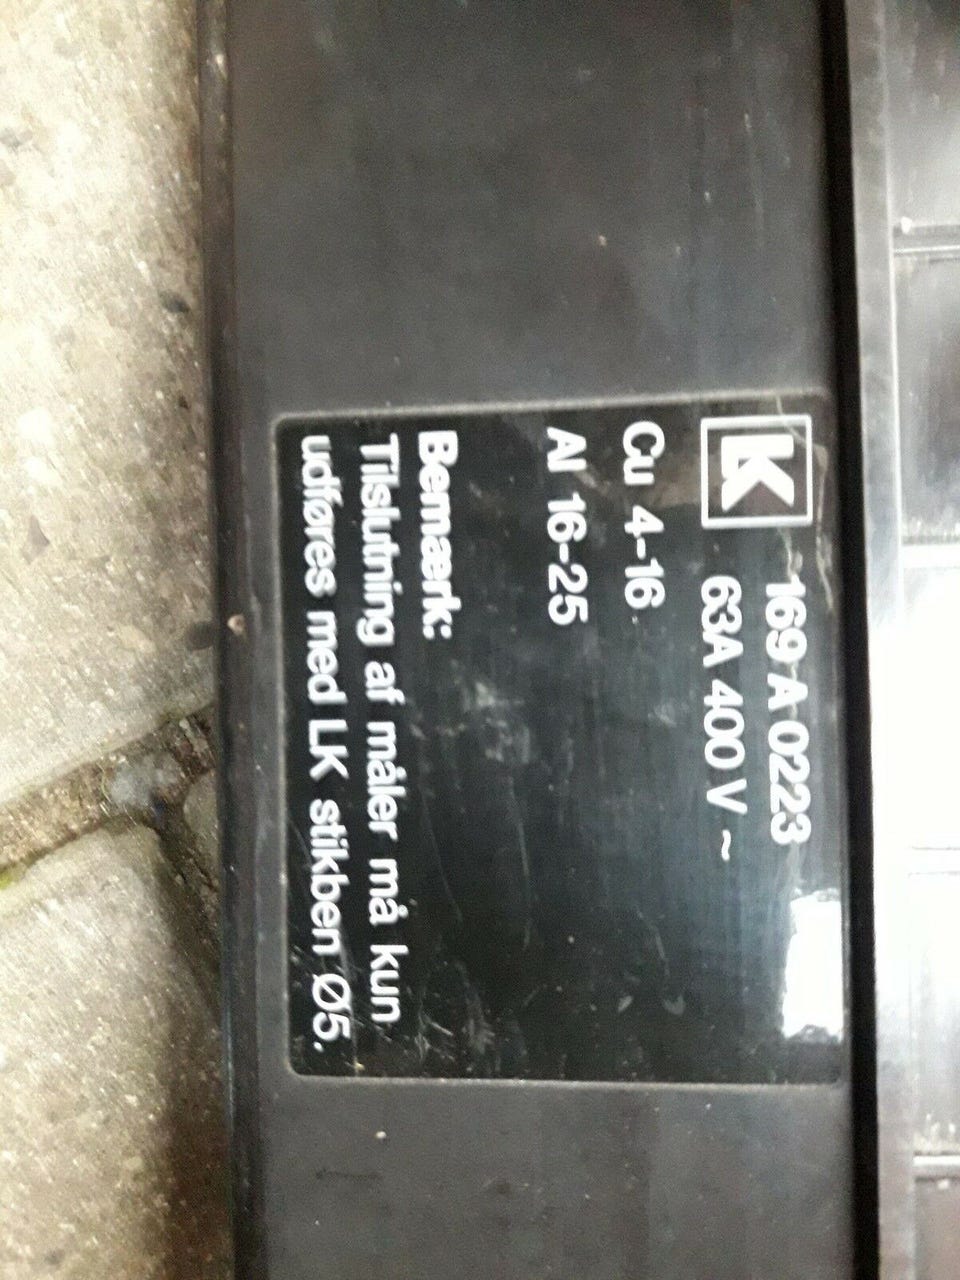 LK 169 A 0223
63A 400 V ~
Cu 4-16
Al 16-25
Bemærk:
Tilslutning af måler må kun
udføres med LK stikben Ø5.